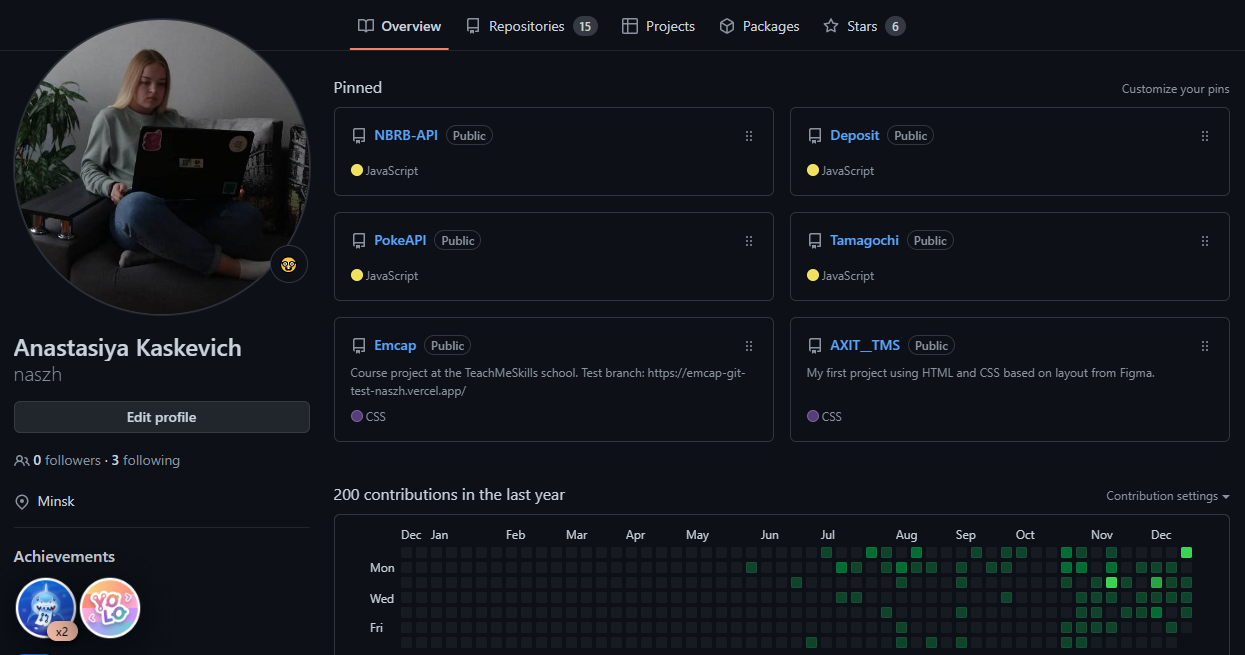 Overview Repositories 15 Projects Packages Stars 6
Pinned
Customize your pins
NBRB-API Public
JavaScript
Deposit Public
JavaScript
PokeAPI Public
JavaScript
Tamagochi Public
JavaScript
Emcap Public
Course project at the TeachMeSkills school. Test branch: https://emcap-git-
test-naszh.vercel.app/
CSS
AXIT__TMS Public
My first project using HTML and CSS based on layout from Figma.
CSS
Anastasiya Kaskevich
naszh
Edit profile
0 followers · 3 following
Minsk
Achievements
x2
YOLO
200 contributions in the last year
Contribution settings
Dec Jan Feb Mar Apr May Jun Jul Aug Sep Oct Nov Dec
Mon
Wed
Fri